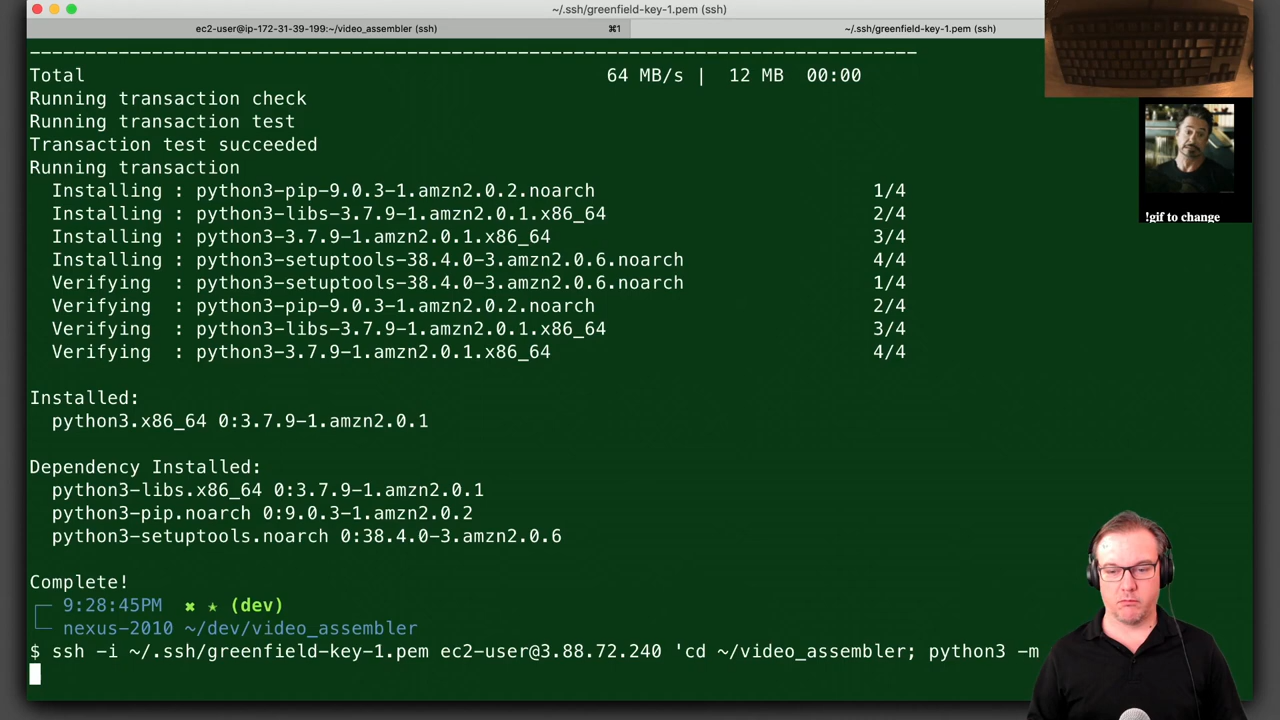 ~/.ssh/greenfield-key-1.pem (ssh)
ec2-user@ip-172-31-39-199:~/video_assembler (ssh) ⌘1 ~/.ssh/greenfield-key-1.pem (ssh)
--------------------------------------------------------------------------------
Total 64 MB/s | 12 MB 00:00
Running transaction check
Running transaction test
Transaction test succeeded
Running transaction
Installing : python3-pip-9.0.3-1.amzn2.0.2.noarch 1/4
Installing : python3-libs-3.7.9-1.amzn2.0.1.x86_64 2/4
Installing : python3-3.7.9-1.amzn2.0.1.x86_64 3/4
Installing : python3-setuptools-38.4.0-3.amzn2.0.6.noarch 4/4
Verifying : python3-setuptools-38.4.0-3.amzn2.0.6.noarch 1/4
Verifying : python3-pip-9.0.3-1.amzn2.0.2.noarch 2/4
Verifying : python3-libs-3.7.9-1.amzn2.0.1.x86_64 3/4
Verifying : python3-3.7.9-1.amzn2.0.1.x86_64 4/4
Installed:
python3.x86_64 0:3.7.9-1.amzn2.0.1
Dependency Installed:
python3-libs.x86_64 0:3.7.9-1.amzn2.0.1
python3-pip.noarch 0:9.0.3-1.amzn2.0.2
python3-setuptools.noarch 0:38.4.0-3.amzn2.0.6
Complete!
9:28:45PM ✖ ★ (dev)
nexus-2010 ~/dev/video_assembler
$ ssh -i ~/.ssh/greenfield-key-1.pem ec2-user@3.88.72.240 'cd ~/video_assembler; python3 -m
!gif to change